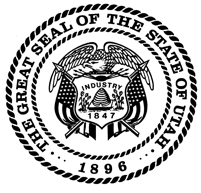 THE GREAT SEAL OF THE STATE OF UTAH
INDUSTRY
1847
1896